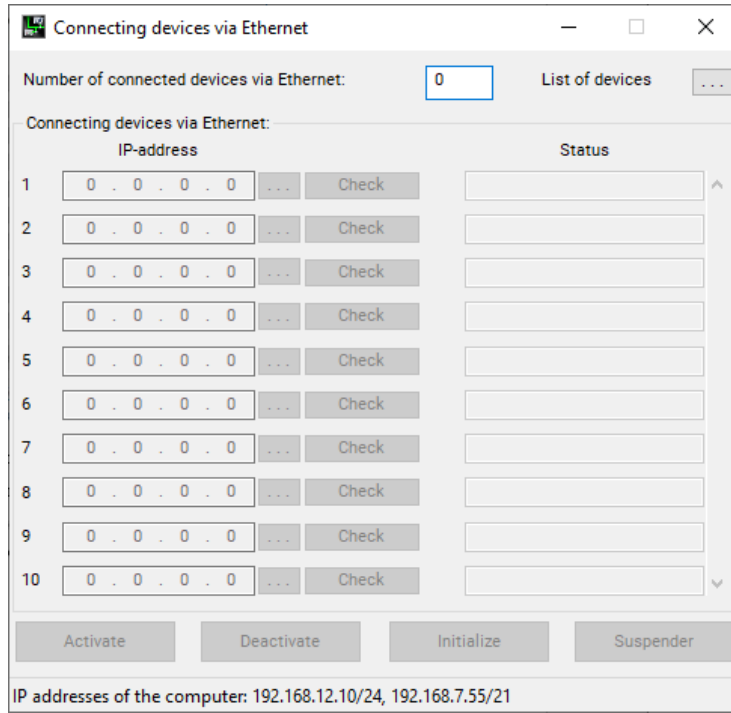 Connecting devices via Ethernet
Number of connected devices via Ethernet: 0 List of devices ...
Connecting devices via Ethernet:
IP-address Status
1 0 . 0 . 0 . 0 ... Check
2 0 . 0 . 0 . 0 ... Check
3 0 . 0 . 0 . 0 ... Check
4 0 . 0 . 0 . 0 ... Check
5 0 . 0 . 0 . 0 ... Check
6 0 . 0 . 0 . 0 ... Check
7 0 . 0 . 0 . 0 ... Check
8 0 . 0 . 0 . 0 ... Check
9 0 . 0 . 0 . 0 ... Check
10 0 . 0 . 0 . 0 ... Check
Activate Deactivate Initialize Suspender
IP addresses of the computer: 192.168.12.10/24, 192.168.7.55/21